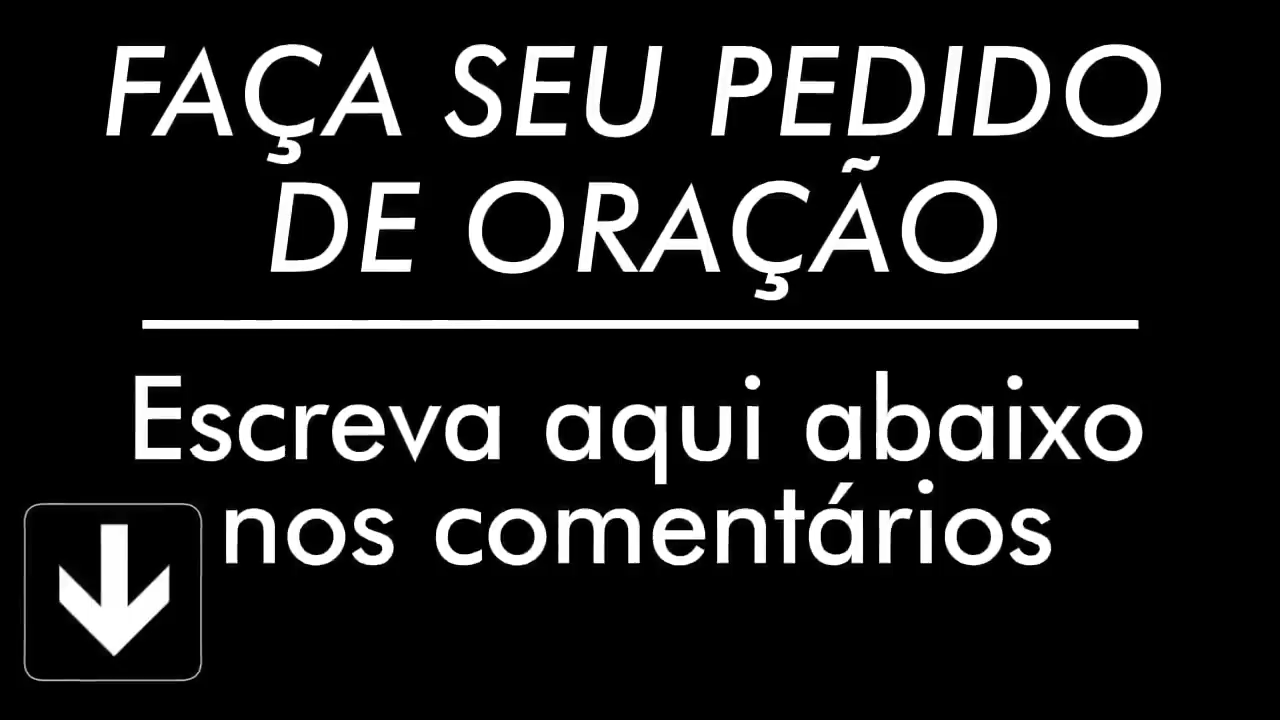 FAÇA SEU PEDIDO
DE ORAÇÃO
Escreva aqui abaixo
nos comentários